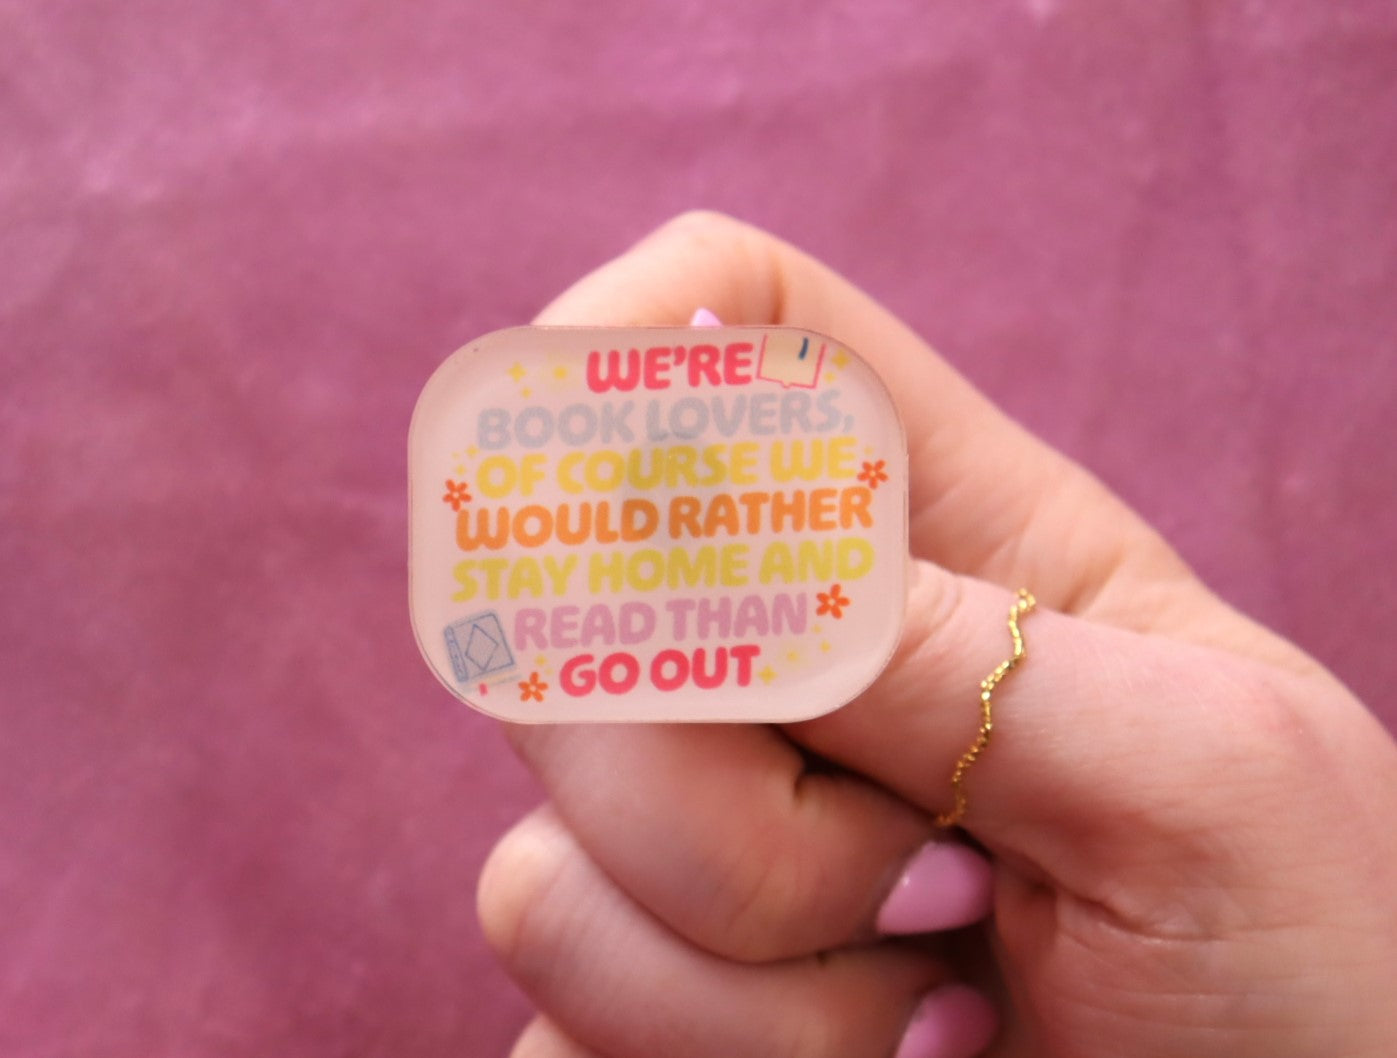 WE'RE
BOOK LOVERS,
OF COURSE WE
WOULD RATHER
STAY HOME AND
READ THAN
GO OUT